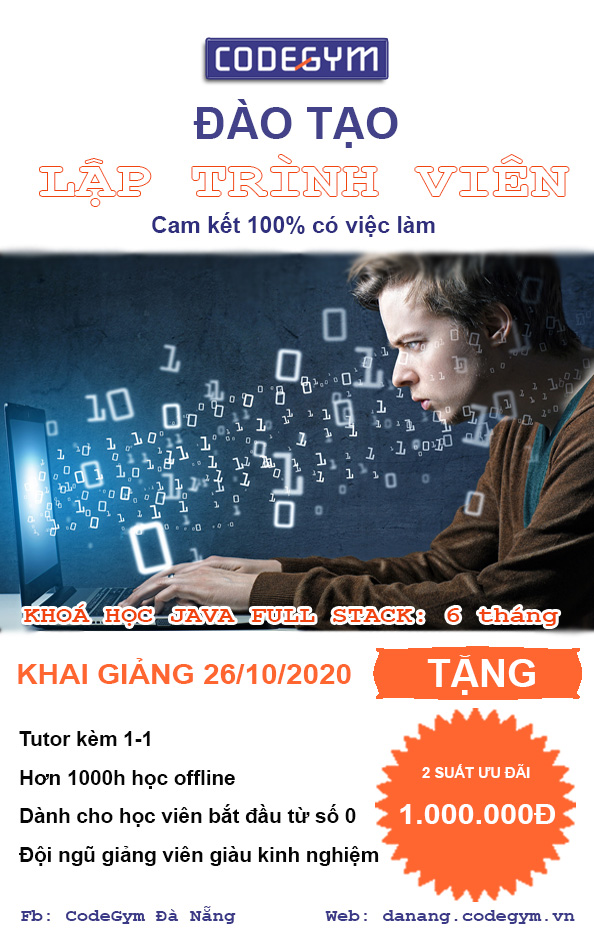 CODEGYM
ĐÀO TẠO
LẬP TRÌNH VIÊN
Cam kết 100% có việc làm
KHOÁ HỌC JAVA FULL STACK: 6 tháng
KHAI GIẢNG 26/10/2020
TẶNG
Tutor kèm 1-1
Hơn 1000h học offline
Dành cho học viên bắt đầu từ số 0
Đội ngũ giảng viên giàu kinh nghiệm
2 SUẤT ƯU ĐÃI
1.000.000Đ
Fb: CodeGym Đà Nẵng
Web: danang.codegym.vn